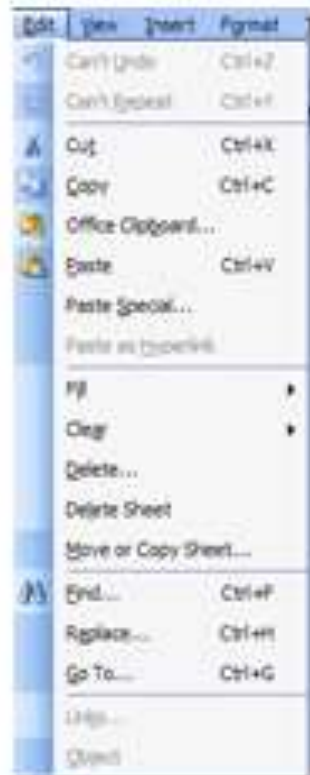 Edit View Insert Format
Can't Undo Ctrl+Z
Can't Repeat Ctrl+Y
Cut Ctrl+X
Copy Ctrl+C
Office Clipboard...
Paste Ctrl+V
Paste Special...
Paste as Hyperlink
Fill
Clear
Delete...
Delete Sheet
Move or Copy Sheet...
Find... Ctrl+F
Replace... Ctrl+H
Go To... Ctrl+G
Links...
Object